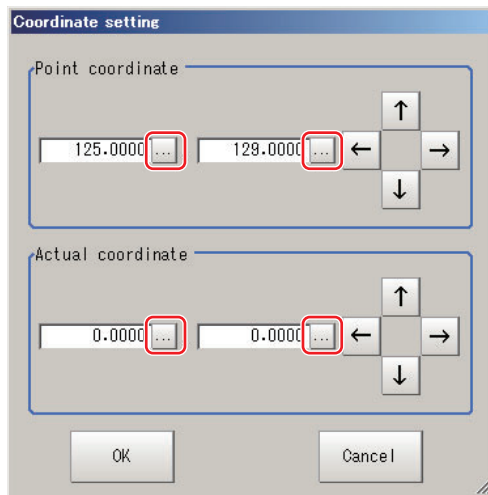 Coordinate setting
Point coordinate
↑
125.0000 ... 129.0000 ... ← →
↓
Actual coordinate
↑
0.0000 ... 0.0000 ... ← →
↓
OK Cancel